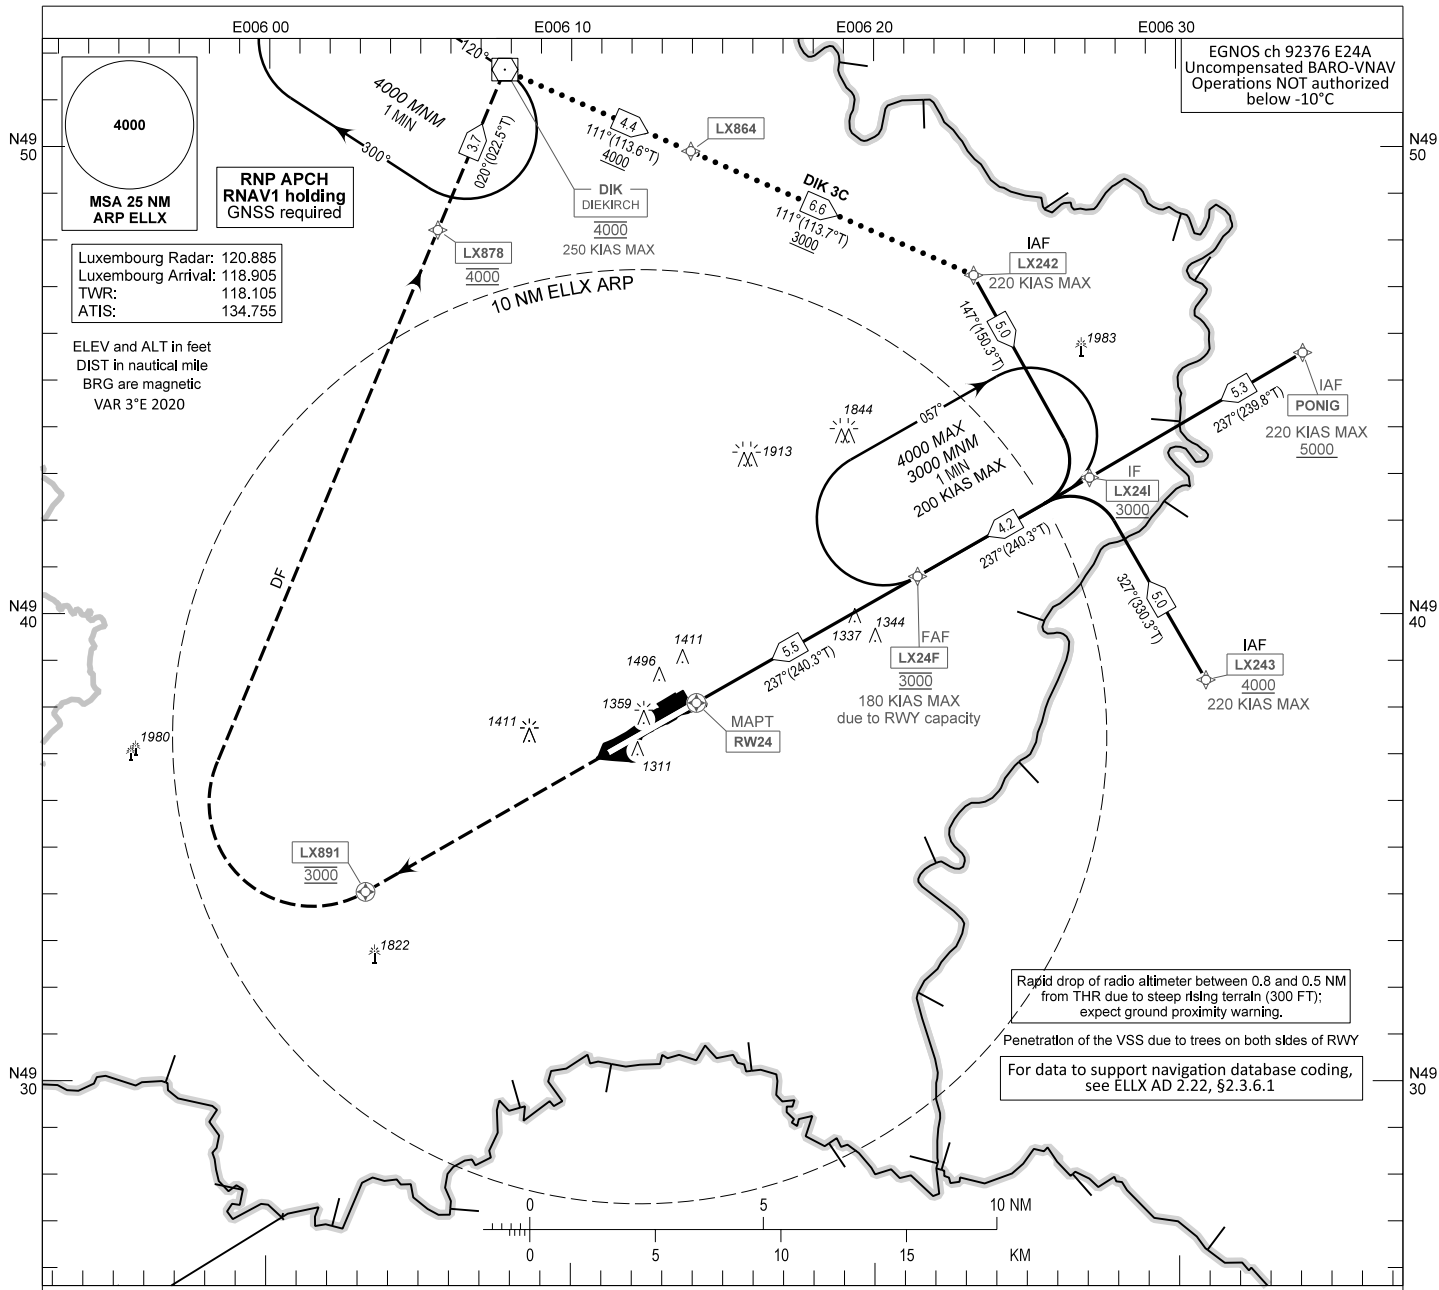 E006 00
E006 10
E006 20
E006 30
EGNOS ch 92376 E24A
Uncompensated BARO-VNAV
Operations NOT authorized
below -10°C
4000
MSA 25 NM
ARP ELLX
RNP APCH
RNAV1 holding
GNSS required
Luxembourg Radar: 120.885
Luxembourg Arrival: 118.905
TWR: 118.105
ATIS: 134.755
ELEV and ALT in feet
DIST in nautical mile
BRG are magnetic
VAR 3°E 2020
N49
50
N49
50
120°
4000 MNM
1 MIN
300°
3.7
020°(022.5°T)
4.4
111°(113.6°T)
4000
LX864
DIK 3C
6.6
111°(113.7°T)
3000
DIK
DIEKIRCH
4000
250 KIAS MAX
LX878
4000
10 NM ELLX ARP
IAF
LX242
220 KIAS MAX
147°(150.3°T)
5.0
1983
5.3
237°(239.8°T)
IAF
PONIG
220 KIAS MAX
5000
057°
4000 MAX
3000 MNM
1 MIN
200 KIAS MAX
1844
1913
IF
LX24I
3000
4.2
237°(240.3°T)
DF
N49
40
N49
40
327°(330.3°T)
5.0
1337
1344
FAF
LX24F
3000
180 KIAS MAX
due to RWY capacity
5.5
237°(240.3°T)
IAF
LX243
4000
220 KIAS MAX
1411
1496
1359
1411
1311
MAPT
RW24
1980
LX891
3000
1822
Rapid drop of radio altimeter between 0.8 and 0.5 NM
from THR due to steep rising terrain (300 FT);
expect ground proximity warning.
Penetration of the VSS due to trees on both sides of RWY
For data to support navigation database coding,
see ELLX AD 2.22, §2.3.6.1
N49
30
N49
30
0 5 10 NM
0 5 10 15 KM